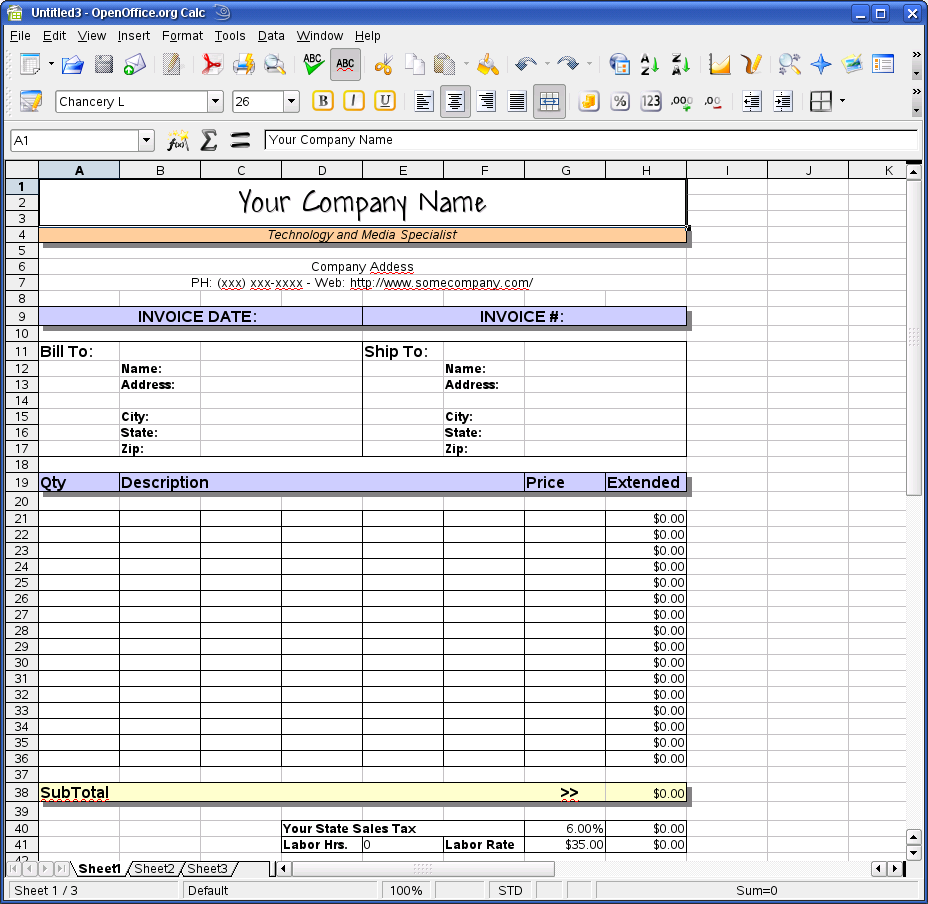 Untitled3 - OpenOffice.org Calc
File Edit View Insert Format Tools Data Window Help
ABC ABC
Chancery L 26 B I U % 123 .000 .00
A1 f(x) Σ = Your Company Name
A B C D E F G H I J K
1
2 Your Company Name
3
4 Technology and Media Specialist
5
6 Company Addess
7 PH: (xxx) xxx-xxxx - Web: http://www.somecompany.com/
8
9 INVOICE DATE: INVOICE #:
10
11 Bill To: Ship To:
12 Name: Name:
13 Address: Address:
14
15 City: City:
16 State: State:
17 Zip: Zip:
18
19 Qty Description Price Extended
20
21 $0.00
22 $0.00
23 $0.00
24 $0.00
25 $0.00
26 $0.00
27 $0.00
28 $0.00
29 $0.00
30 $0.00
31 $0.00
32 $0.00
33 $0.00
34 $0.00
35 $0.00
36 $0.00
37
38 SubTotal >> $0.00
39
40 Your State Sales Tax 6.00% $0.00
41 Labor Hrs. 0 Labor Rate $35.00 $0.00
42
Sheet1 Sheet2 Sheet3
Sheet 1 / 3 Default 100% STD Sum=0